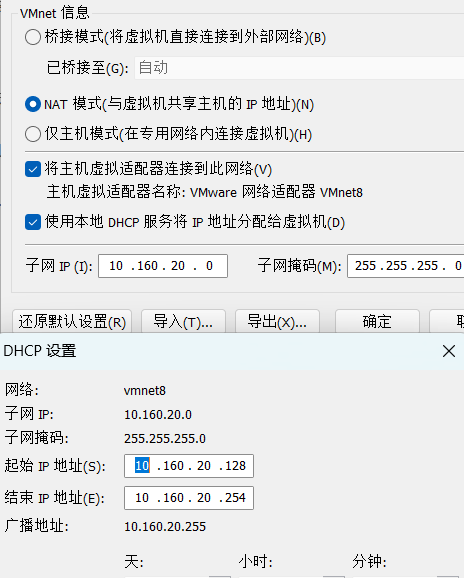 VMnet 信息
桥接模式(将虚拟机直接连接到外部网络)(B)
已桥接至(G): 自动
NAT 模式(与虚拟机共享主机的 IP 地址)(N)
仅主机模式(在专用网络内连接虚拟机)(H)
将主机虚拟适配器连接到此网络(V)
主机虚拟适配器名称: VMware 网络适配器 VMnet8
使用本地 DHCP 服务将 IP 地址分配给虚拟机(D)
子网 IP (I): 10 .160 . 20 . 0 子网掩码(M): 255 . 255 . 255 . 0
还原默认设置(R) 导入(T)... 导出(X)... 确定
DHCP 设置
网络: vmnet8
子网 IP: 10.160.20.0
子网掩码: 255.255.255.0
起始 IP 地址(S): 10 .160 . 20 .128
结束 IP 地址(E): 10 .160 . 20 .254
广播地址: 10.160.20.255
天: 小时: 分钟: